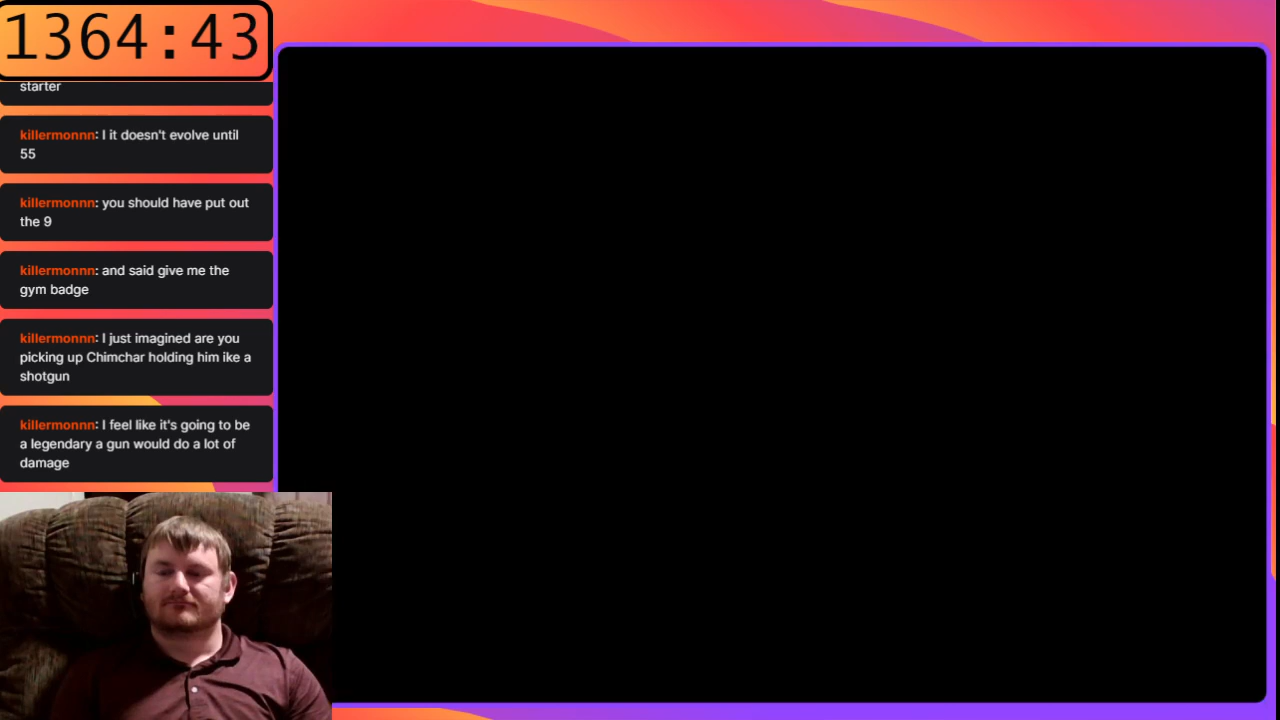 1364:43
starter
killermonnn: I it doesn't evolve until
55
killermonnn: you should have put out
the 9
killermonnn: and said give me the
gym badge
killermonnn: I just imagined are you
picking up Chimchar holding him ike a
shotgun
killermonnn: I feel like it's going to be
a legendary a gun would do a lot of
damage